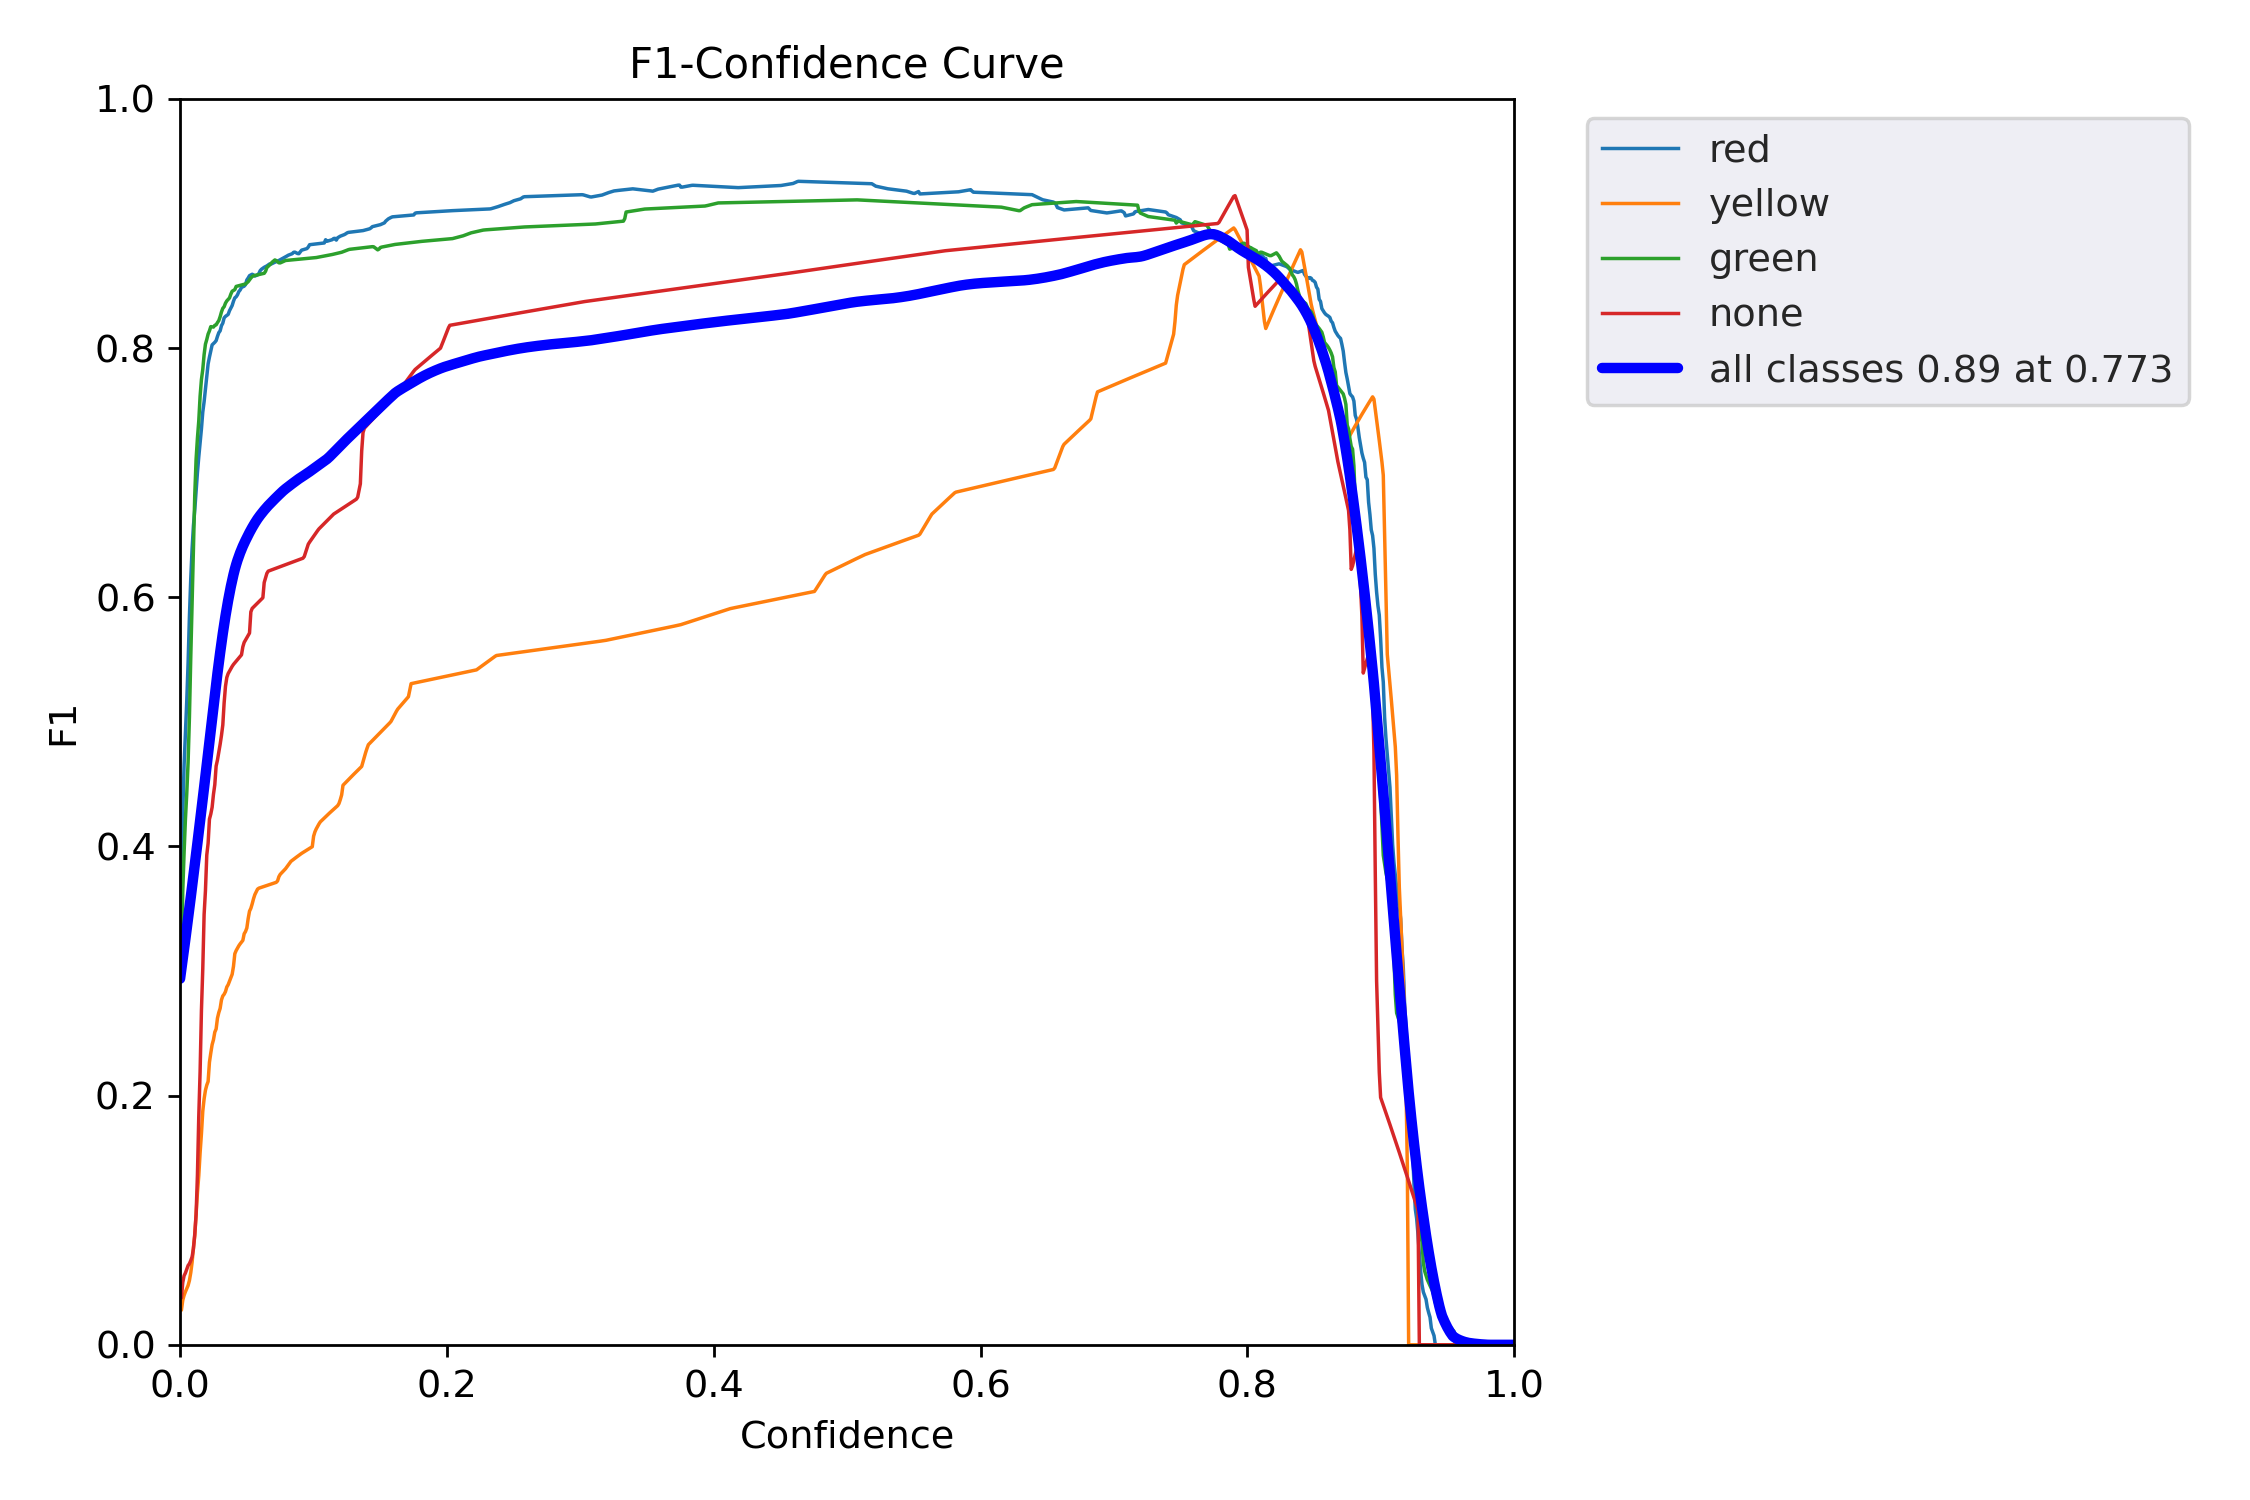 F1-Confidence Curve
1.0
0.8
0.6
0.4
0.2
0.0
F1
0.0 0.2 0.4 0.6 0.8 1.0
Confidence
red
yellow
green
none
all classes 0.89 at 0.773